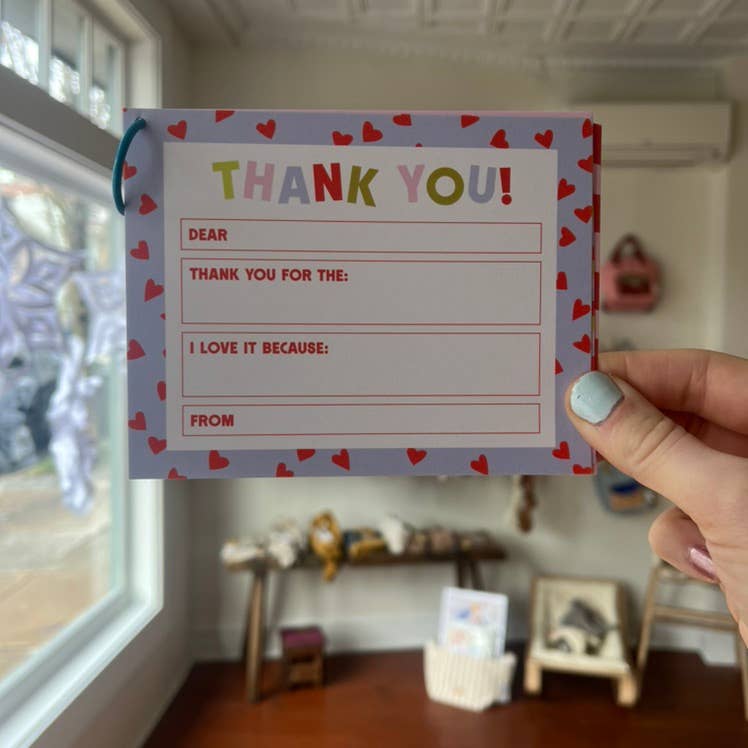 THANK YOU!
DEAR
THANK YOU FOR THE:
I LOVE IT BECAUSE:
FROM